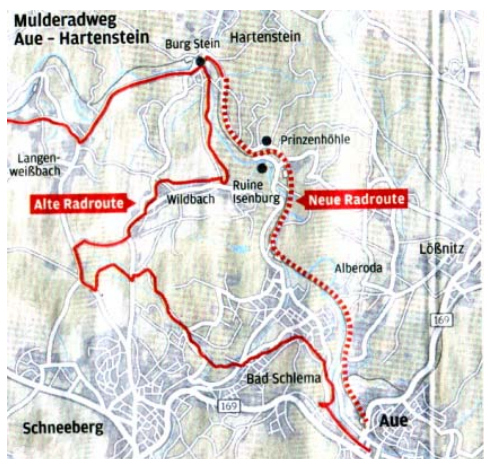 Mulderadweg
Aue – Hartenstein
Burg Stein
Hartenstein
Prinzenhöhle
Langen-
weißbach
Ruine
Isenburg
Alte Radroute
Wildbach
Neue Radroute
Lößnitz
Alberoda
169
Bad Schlema
169
Aue
Schneeberg